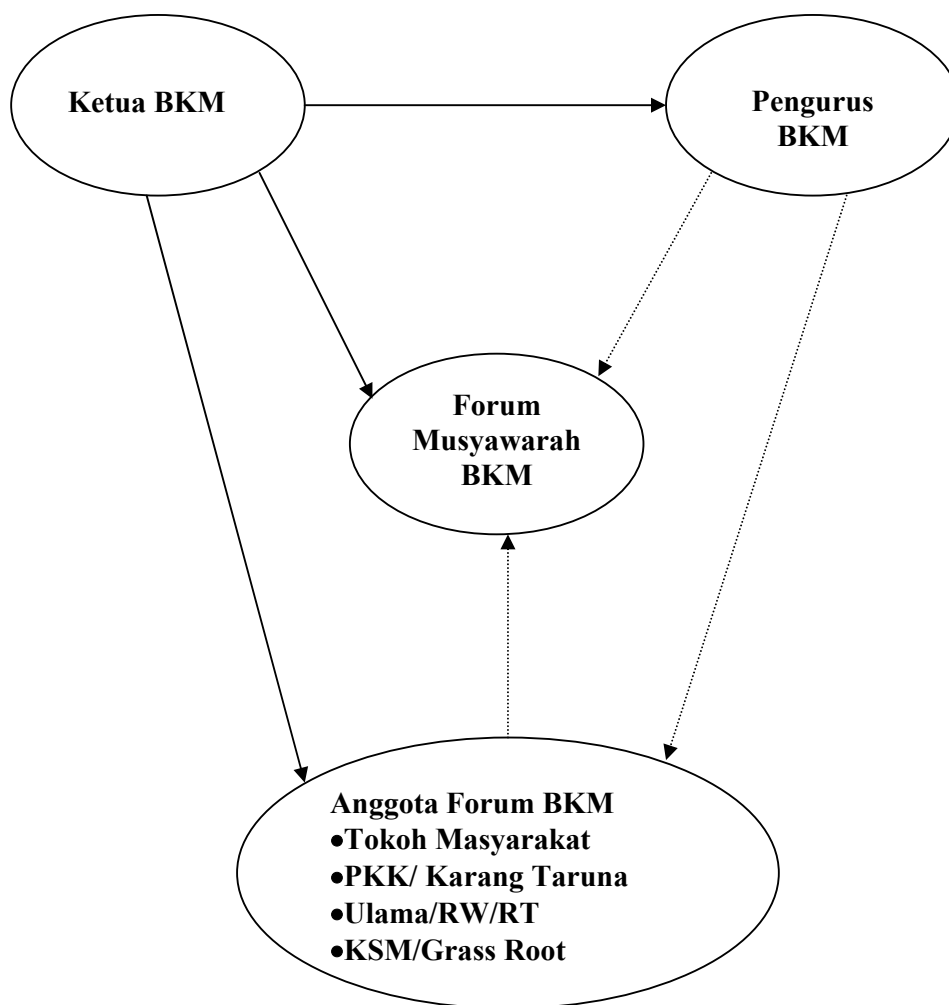 Ketua BKM
Pengurus
BKM
Forum
Musyawarah
BKM
Anggota Forum BKM
•Tokoh Masyarakat
•PKK/ Karang Taruna
•Ulama/RW/RT
•KSM/Grass Root